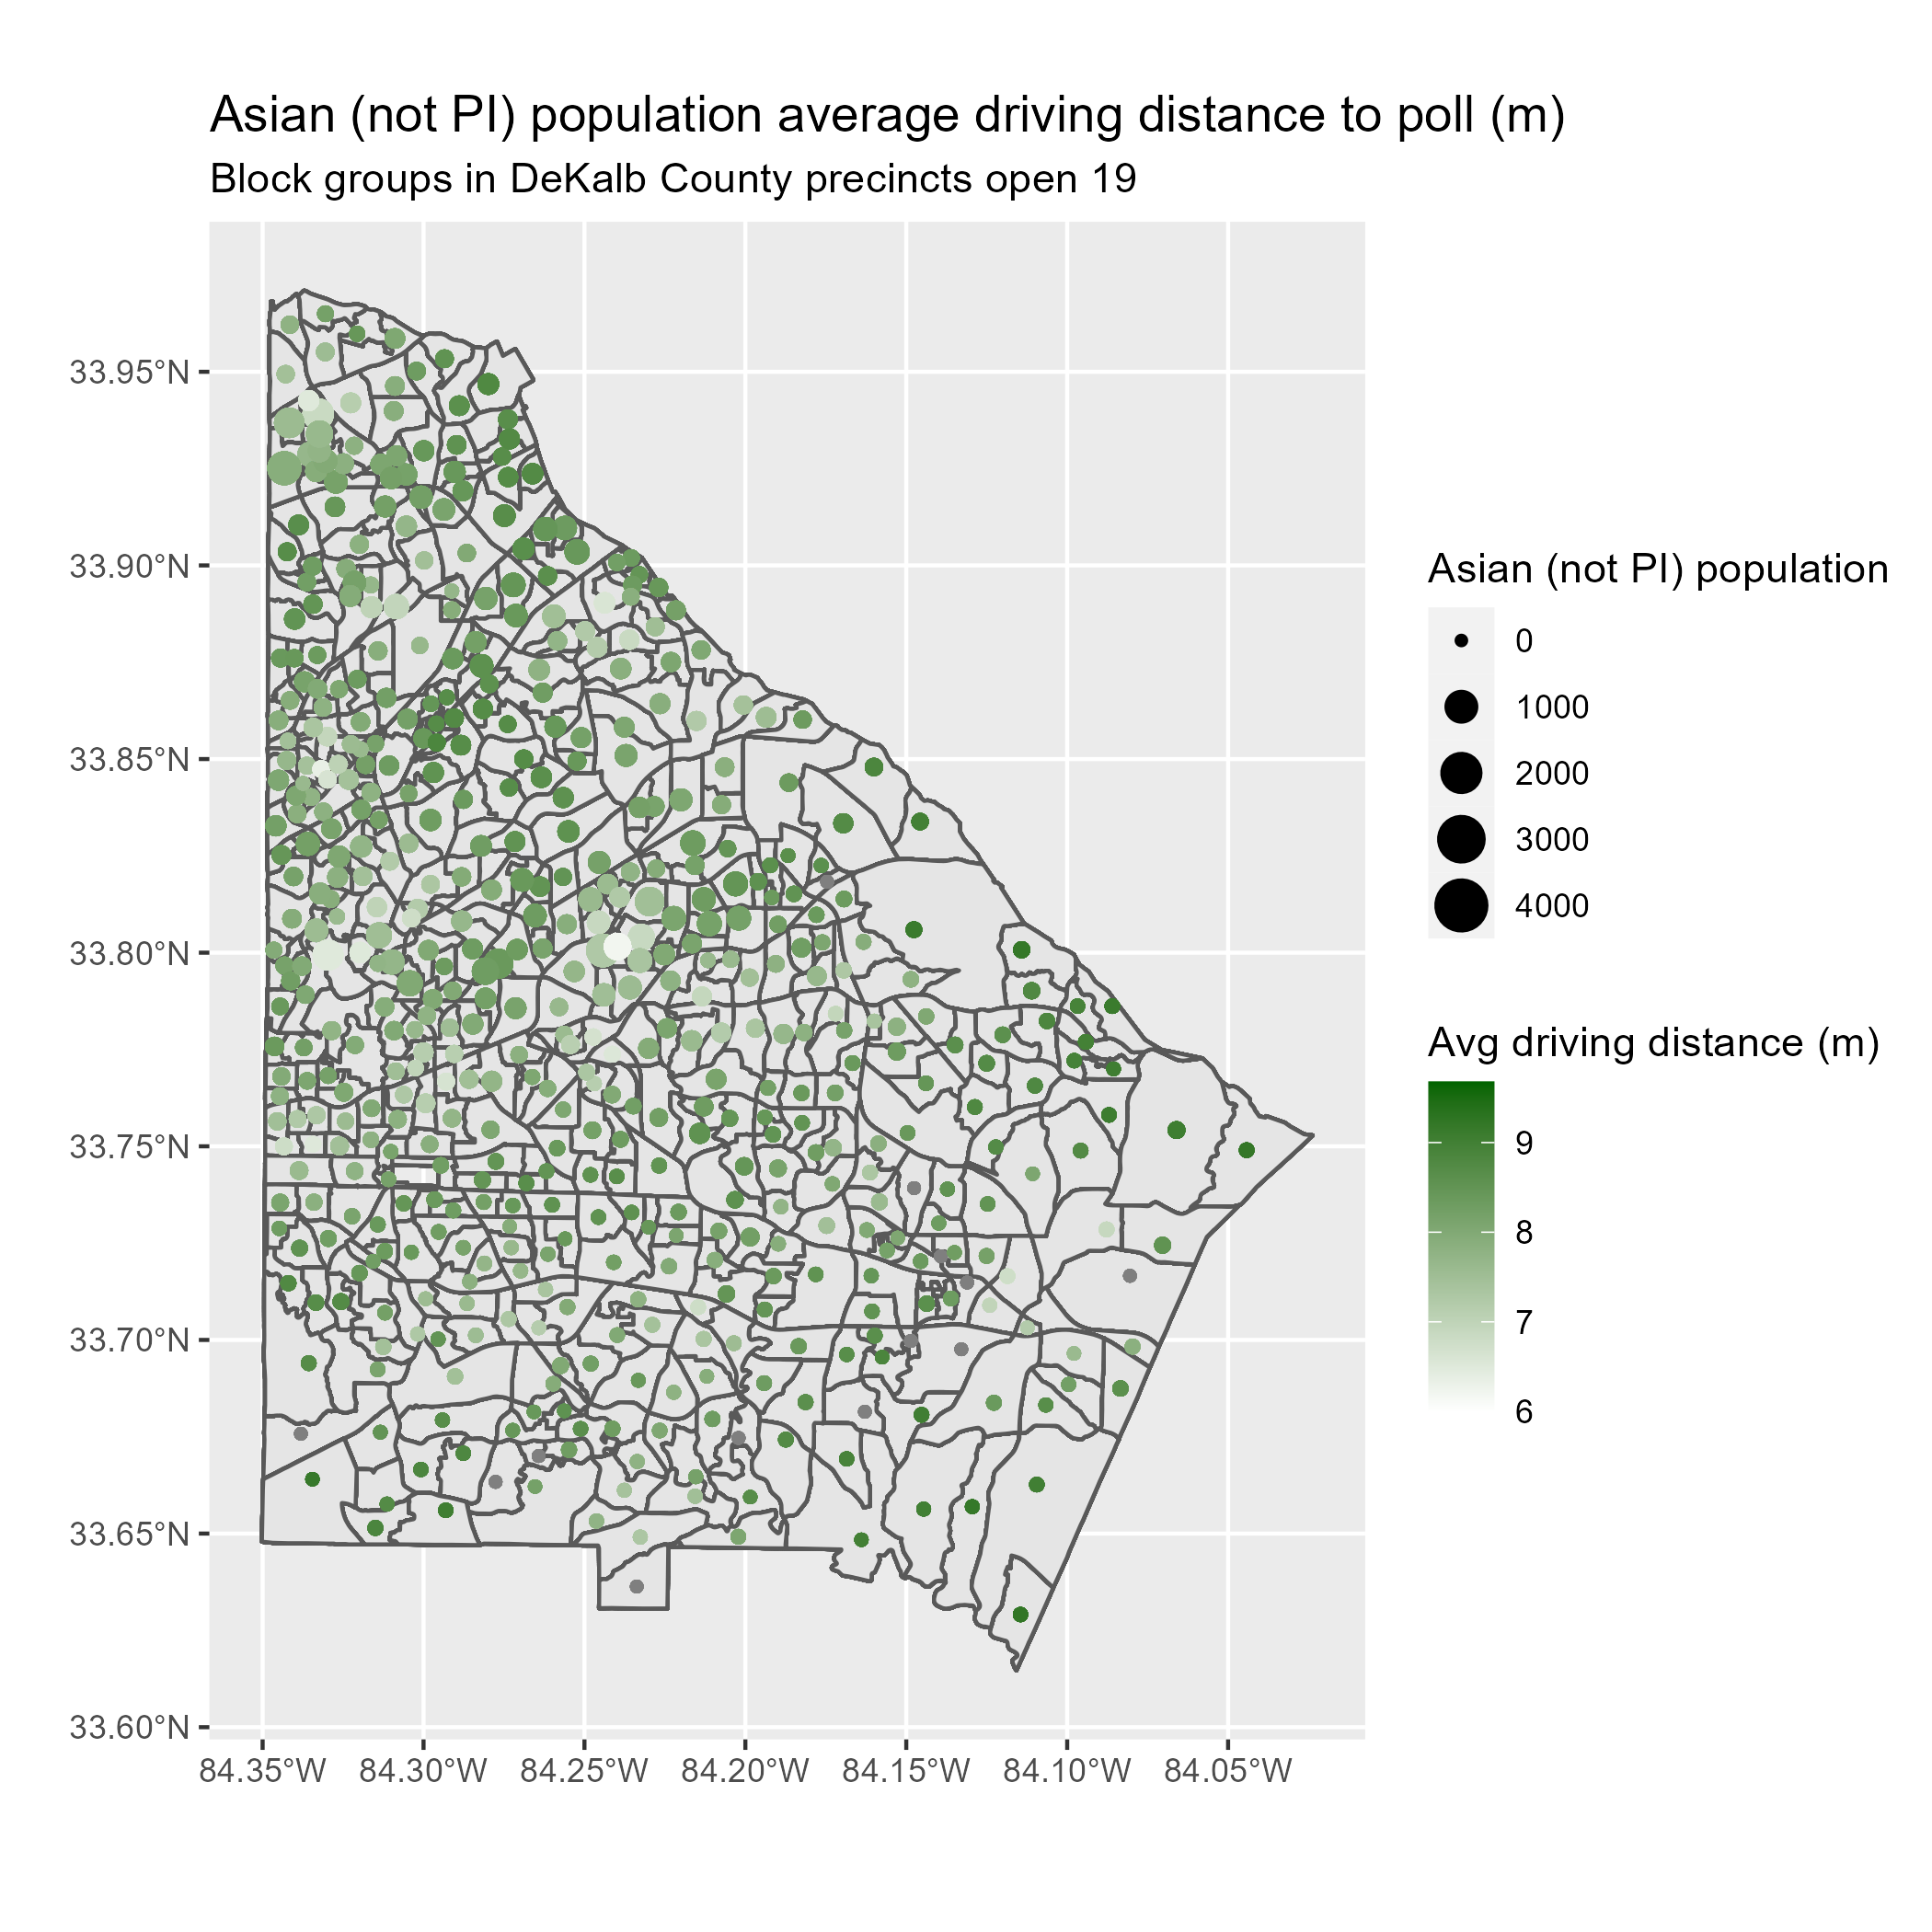 Asian (not PI) population average driving distance to poll (m)
Block groups in DeKalb County precincts open 19
33.95°N
33.90°N
33.85°N
33.80°N
33.75°N
33.70°N
33.65°N
33.60°N
84.35°W
84.30°W
84.25°W
84.20°W
84.15°W
84.10°W
84.05°W
Asian (not PI) population
0
1000
2000
3000
4000
Avg driving distance (m)
9
8
7
6